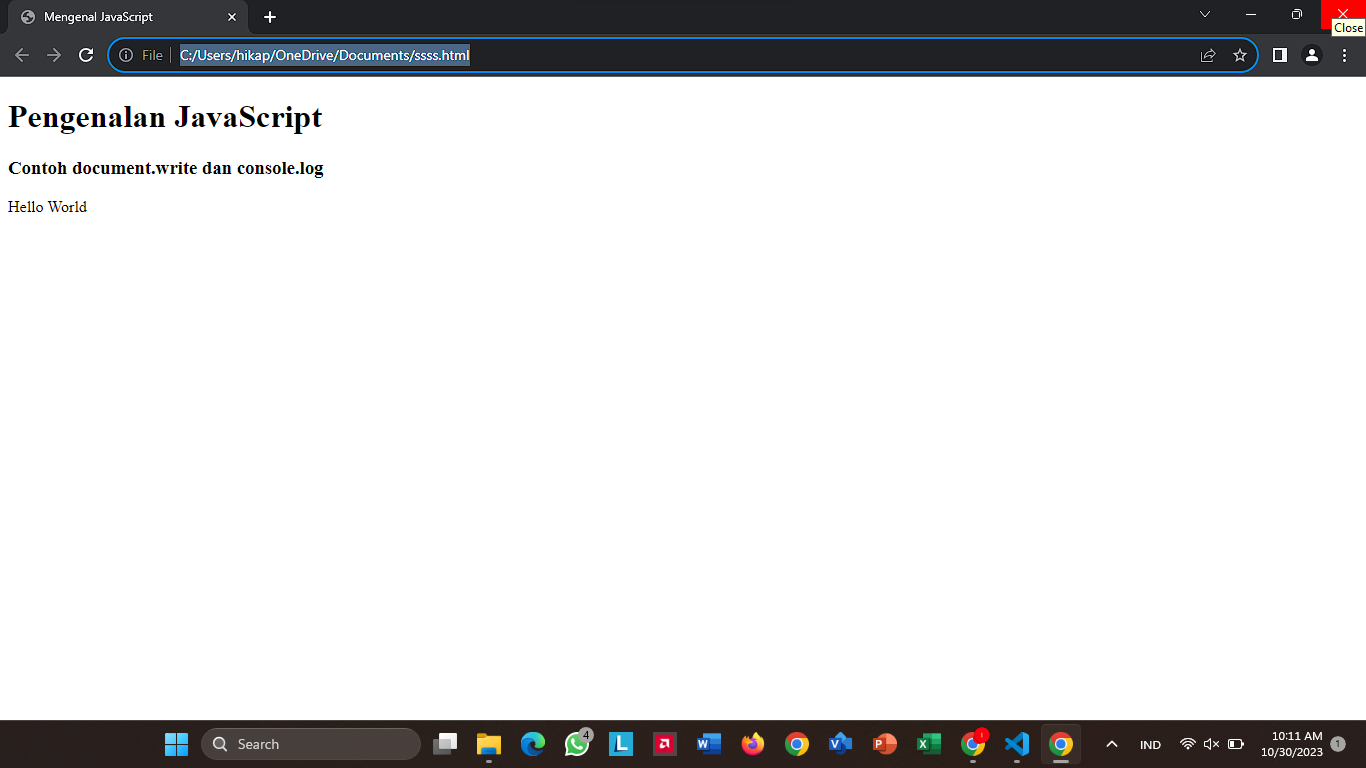 Mengenal JavaScript
Close
File
C:/Users/hikap/OneDrive/Documents/ssss.html
Pengenalan JavaScript
Contoh document.write dan console.log
Hello World
Search
4
L
W
V
P
X
IND
10:11 AM
10/30/2023
1